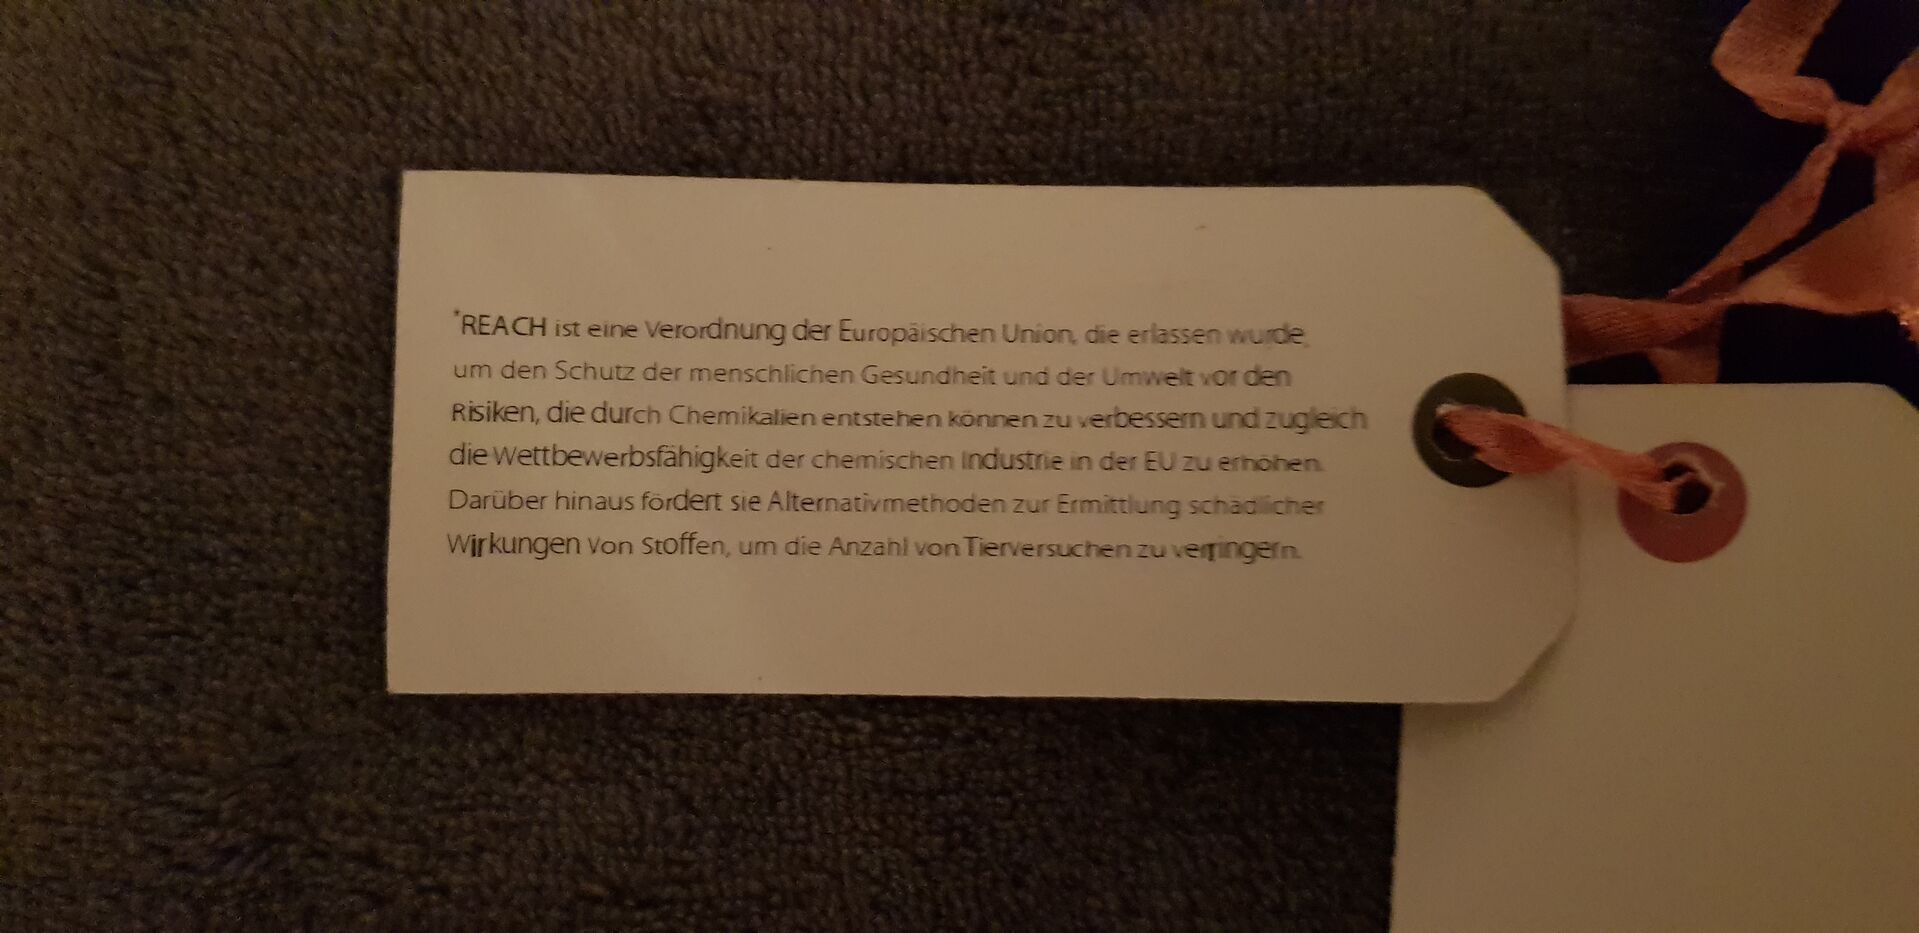 *REACH ist eine Verordnung der Europäischen Union, die erlassen wurde,
um den Schutz der menschlichen Gesundheit und der Umwelt vor den
Risiken, die durch Chemikalien entstehen können zu verbessern und zugleich
die Wettbewerbsfähigkeit der chemischen Industrie in der EU zu erhöhen.
Darüber hinaus fördert sie Alternativmethoden zur Ermittlung schädlicher
Wirkungen von Stoffen, um die Anzahl von Tierversuchen zu verringern.